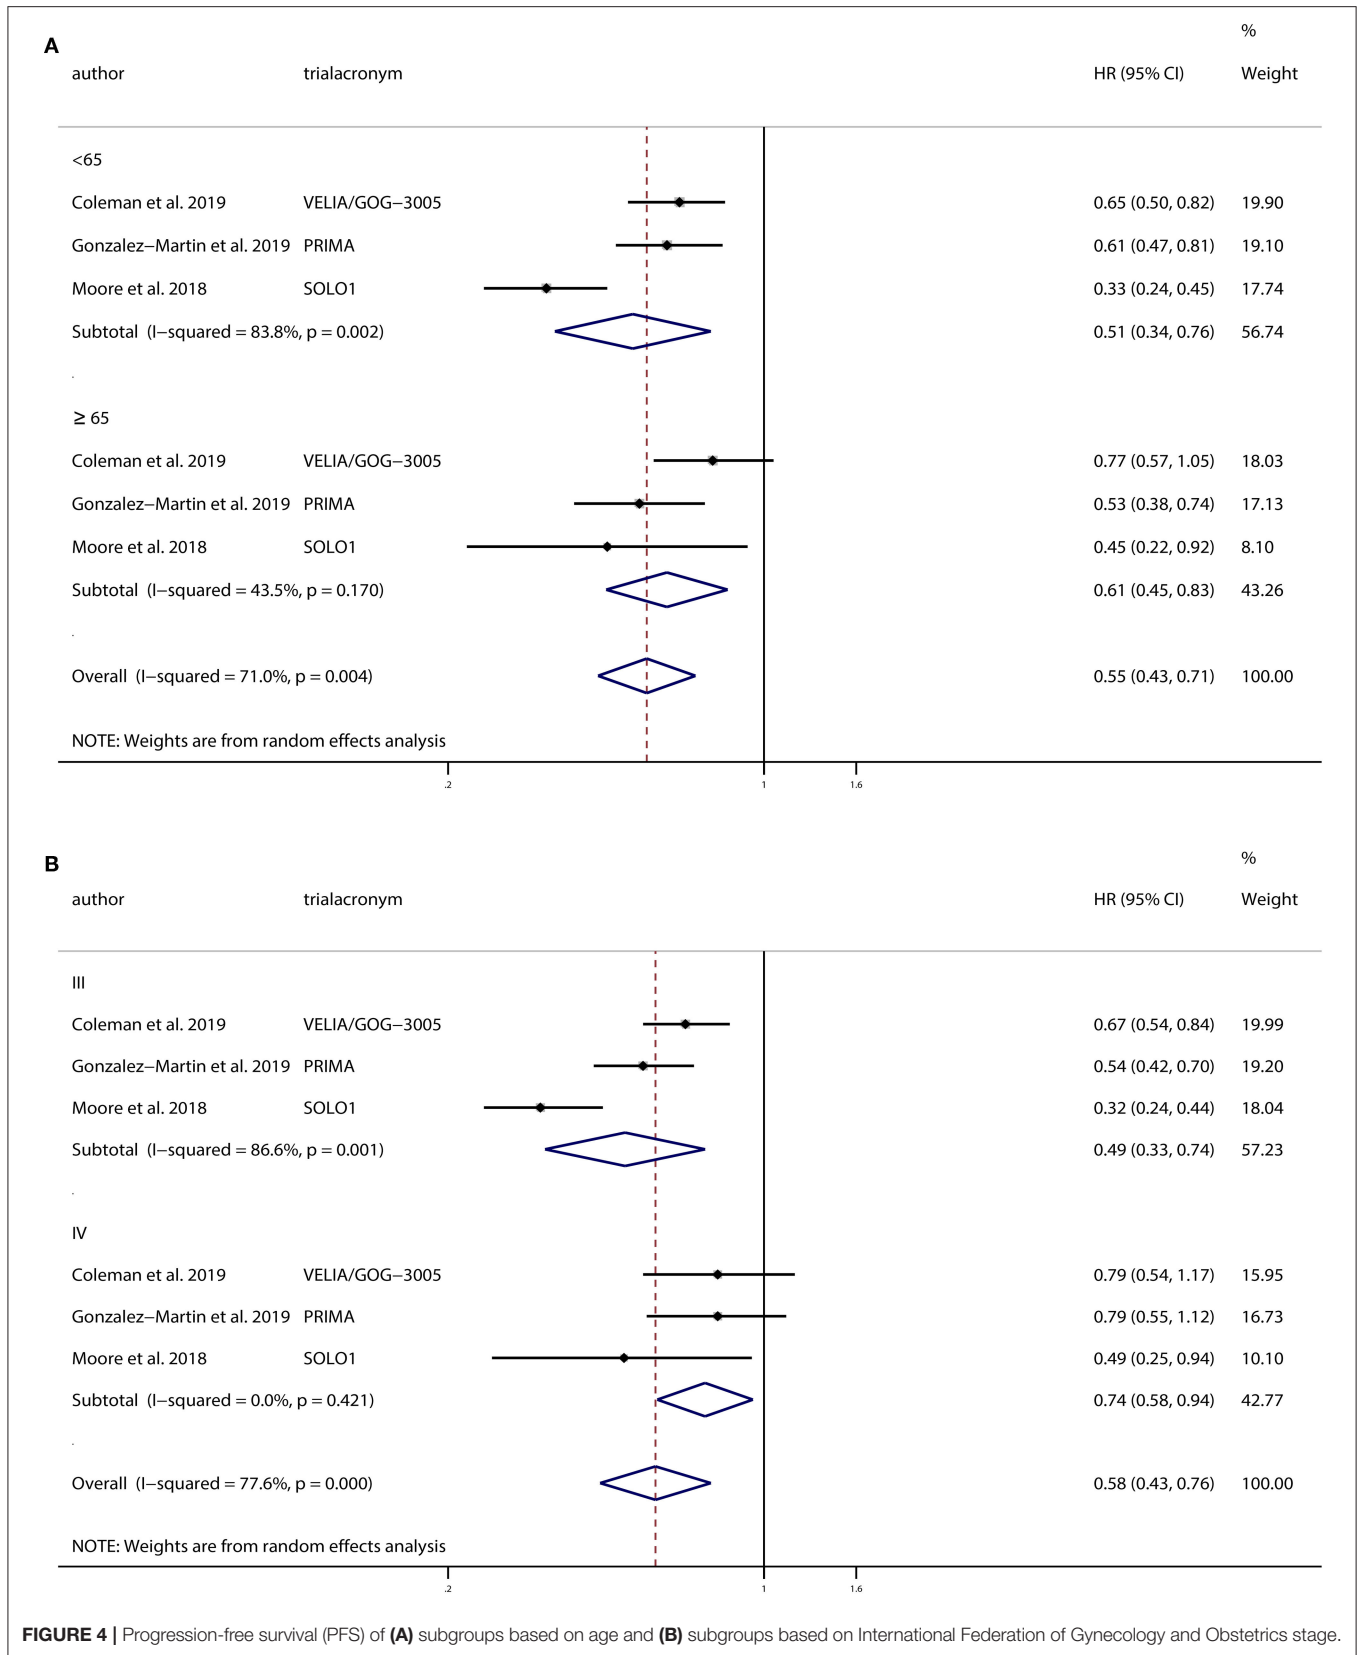 A
%
author trialacronym HR (95% CI) Weight
<65
Coleman et al. 2019 VELIA/GOG−3005 0.65 (0.50, 0.82) 19.90
Gonzalez−Martin et al. 2019 PRIMA 0.61 (0.47, 0.81) 19.10
Moore et al. 2018 SOLO1 0.33 (0.24, 0.45) 17.74
Subtotal (I−squared = 83.8%, p = 0.002) 0.51 (0.34, 0.76) 56.74
.
≥ 65
Coleman et al. 2019 VELIA/GOG−3005 0.77 (0.57, 1.05) 18.03
Gonzalez−Martin et al. 2019 PRIMA 0.53 (0.38, 0.74) 17.13
Moore et al. 2018 SOLO1 0.45 (0.22, 0.92) 8.10
Subtotal (I−squared = 43.5%, p = 0.170) 0.61 (0.45, 0.83) 43.26
.
Overall (I−squared = 71.0%, p = 0.004) 0.55 (0.43, 0.71) 100.00
NOTE: Weights are from random effects analysis
.2 1 1.6
B
%
author trialacronym HR (95% CI) Weight
III
Coleman et al. 2019 VELIA/GOG−3005 0.67 (0.54, 0.84) 19.99
Gonzalez−Martin et al. 2019 PRIMA 0.54 (0.42, 0.70) 19.20
Moore et al. 2018 SOLO1 0.32 (0.24, 0.44) 18.04
Subtotal (I−squared = 86.6%, p = 0.001) 0.49 (0.33, 0.74) 57.23
.
IV
Coleman et al. 2019 VELIA/GOG−3005 0.79 (0.54, 1.17) 15.95
Gonzalez−Martin et al. 2019 PRIMA 0.79 (0.55, 1.12) 16.73
Moore et al. 2018 SOLO1 0.49 (0.25, 0.94) 10.10
Subtotal (I−squared = 0.0%, p = 0.421) 0.74 (0.58, 0.94) 42.77
.
Overall (I−squared = 77.6%, p = 0.000) 0.58 (0.43, 0.76) 100.00
NOTE: Weights are from random effects analysis
.2 1 1.6
FIGURE 4 | Progression-free survival (PFS) of (A) subgroups based on age and (B) subgroups based on International Federation of Gynecology and Obstetrics stage.